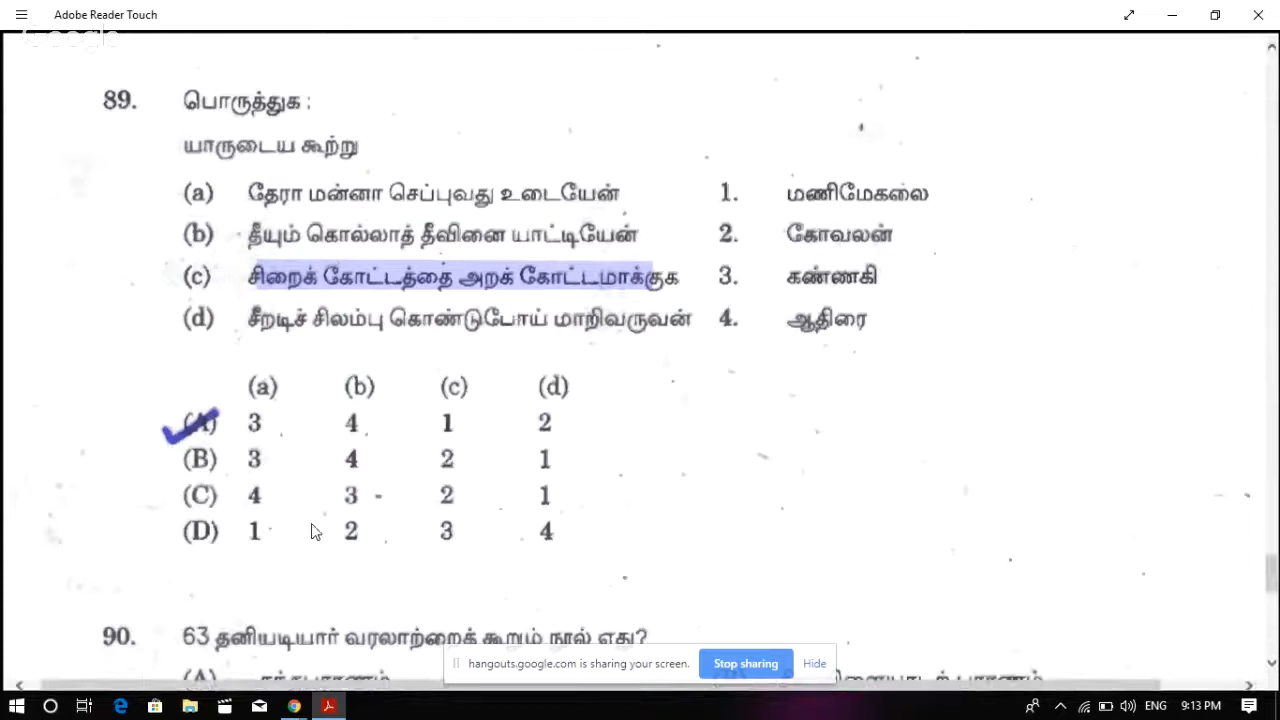 Adobe Reader Touch
Google
89. பொருத்துக :
யாருடைய கூற்று
(a) தேரா மன்னா செப்புவது உடையேன் 1. மணிமேகலை
(b) தீயும் கொல்லாத் தீவினை யாட்டியேன் 2. கோவலன்
(c) சிறைக் கோட்டத்தை அறக் கோட்டமாக்குக 3. கண்ணகி
(d) சீறடிச் சிலம்பு கொண்டுபோய் மாறிவருவன் 4. ஆதிரை
(a) (b) (c) (d)
(A) 3 4 1 2
(B) 3 4 2 1
(C) 4 3 2 1
(D) 1 2 3 4
90. 63 தனியடியார் வரலாற்றைக் கூறும் நூல் எது?
hangouts.google.com is sharing your screen. Stop sharing Hide
(A)
ENG 9:13 PM